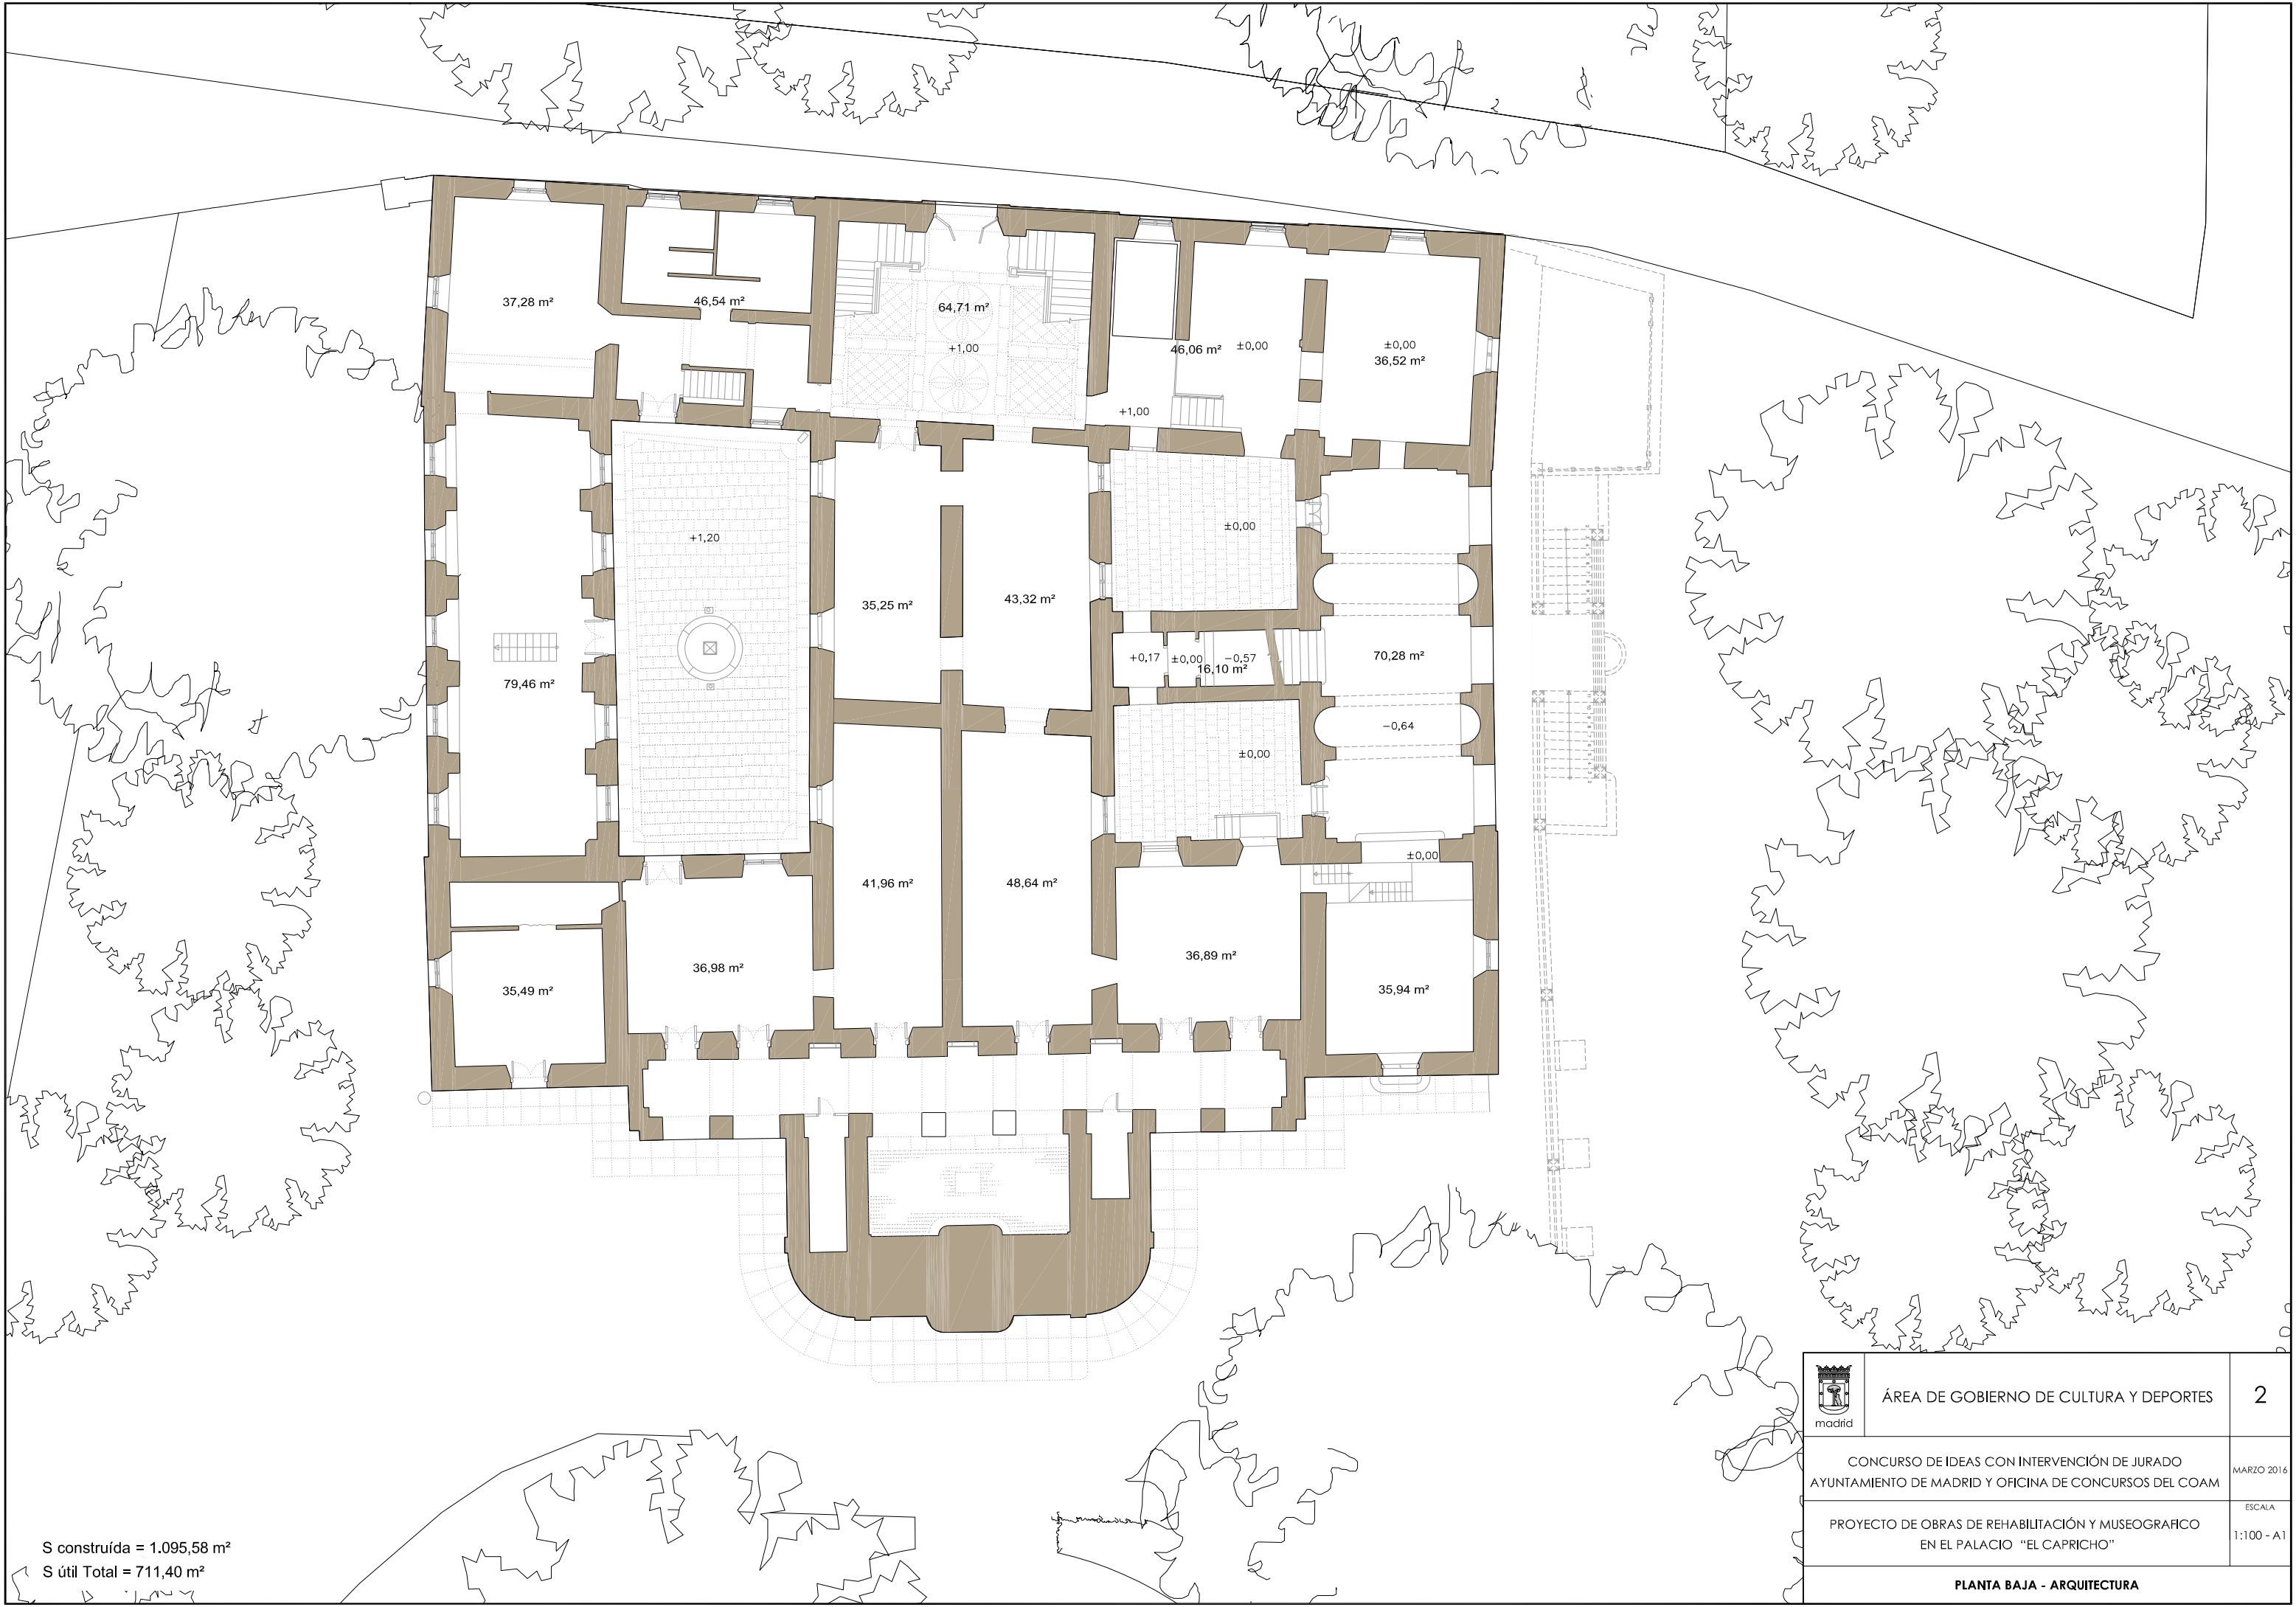 37,28 m²
46,54 m²
64,71 m²
+1,00
46,06 m²
±0,00
±0,00
36,52 m²
+1,00
+1,20
±0,00
35,25 m²
43,32 m²
+0,17
±0,00
−0,57
16,10 m²
70,28 m²
79,46 m²
−0,64
±0,00
±0,00
41,96 m²
48,64 m²
36,98 m²
36,89 m²
35,49 m²
35,94 m²
S construída = 1.095,58 m²
S útil Total = 711,40 m²
madrid
ÁREA DE GOBIERNO DE CULTURA Y DEPORTES
2
CONCURSO DE IDEAS CON INTERVENCIÓN DE JURADO
AYUNTAMIENTO DE MADRID Y OFICINA DE CONCURSOS DEL COAM
MARZO 2016
PROYECTO DE OBRAS DE REHABILITACIÓN Y MUSEOGRAFICO
EN EL PALACIO “EL CAPRICHO”
ESCALA
1:100 - A1
PLANTA BAJA - ARQUITECTURA